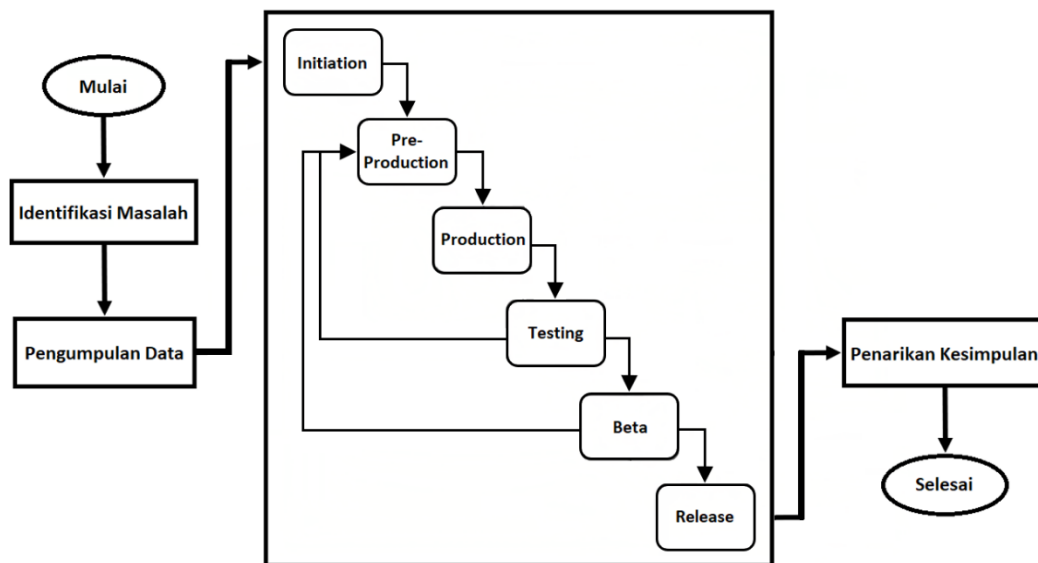 Mulai
Identifikasi Masalah
Pengumpulan Data
Initiation
Pre-
Production
Production
Testing
Beta
Release
Penarikan Kesimpulan
Selesai